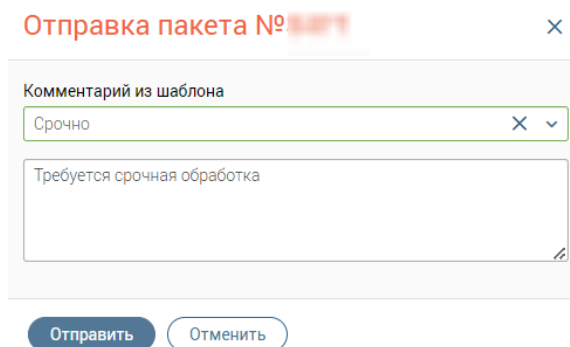 Отправка пакета №
Комментарий из шаблона
Срочно
Требуется срочная обработка
Отправить
Отменить